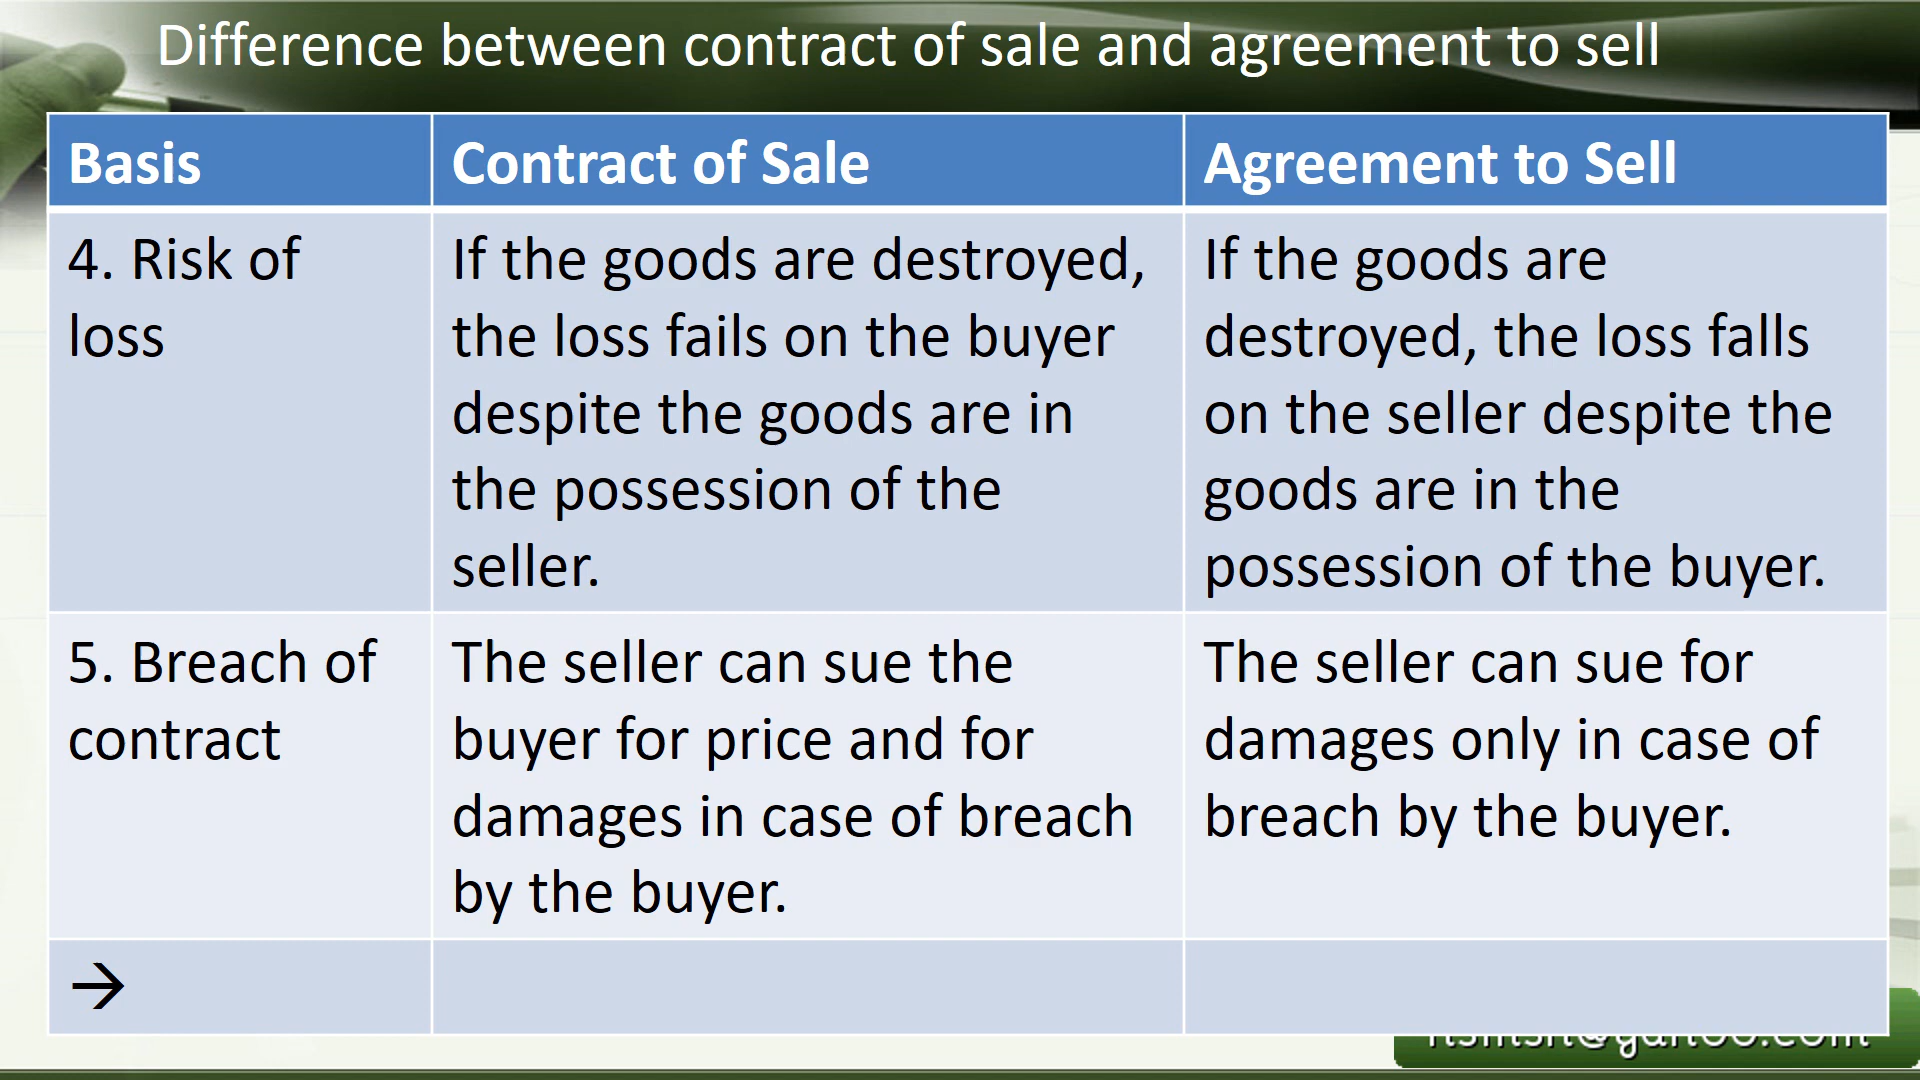 Difference between contract of sale and agreement to sell
Basis
Contract of Sale
Agreement to Sell
4. Risk of
loss
If the goods are destroyed,
the loss fails on the buyer
despite the goods are in
the possession of the
seller.
If the goods are
destroyed, the loss falls
on the seller despite the
goods are in the
possession of the buyer.
5. Breach of
contract
The seller can sue the
buyer for price and for
damages in case of breach
by the buyer.
The seller can sue for
damages only in case of
breach by the buyer.
→